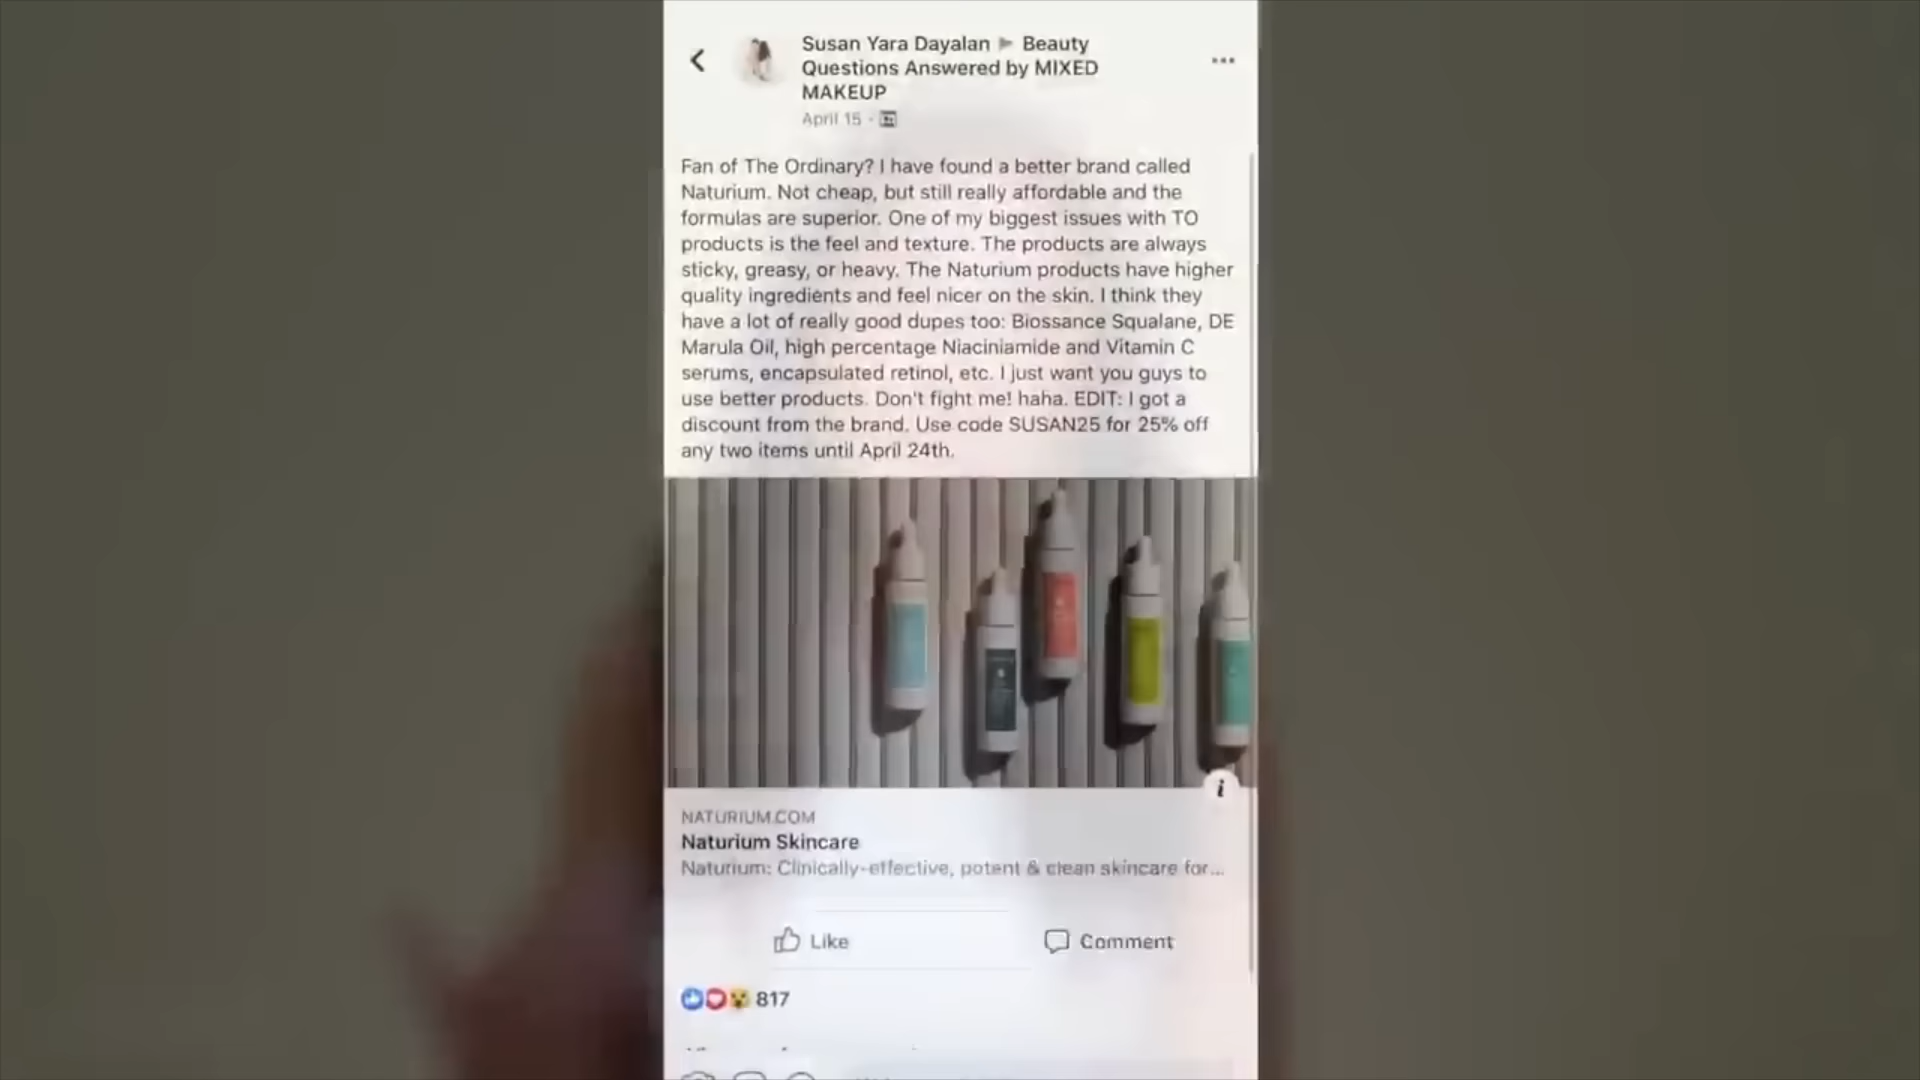 Susan Yara Dayalan ▶ Beauty
Questions Answered by MIXED
MAKEUP
April 15 ·
Fan of The Ordinary? I have found a better brand called
Naturium. Not cheap, but still really affordable and the
formulas are superior. One of my biggest issues with TO
products is the feel and texture. The products are always
sticky, greasy, or heavy. The Naturium products have higher
quality ingredients and feel nicer on the skin. I think they
have a lot of really good dupes too: Biossance Squalane, DE
Marula Oil, high percentage Niaciniamide and Vitamin C
serums, encapsulated retinol, etc. I just want you guys to
use better products. Don't fight me! haha. EDIT: I got a
discount from the brand. Use code SUSAN25 for 25% off
any two items until April 24th.
i
NATURIUM.COM
Naturium Skincare
Naturium: Clinically-effective, potent & clean skincare for...
Like
Comment
817